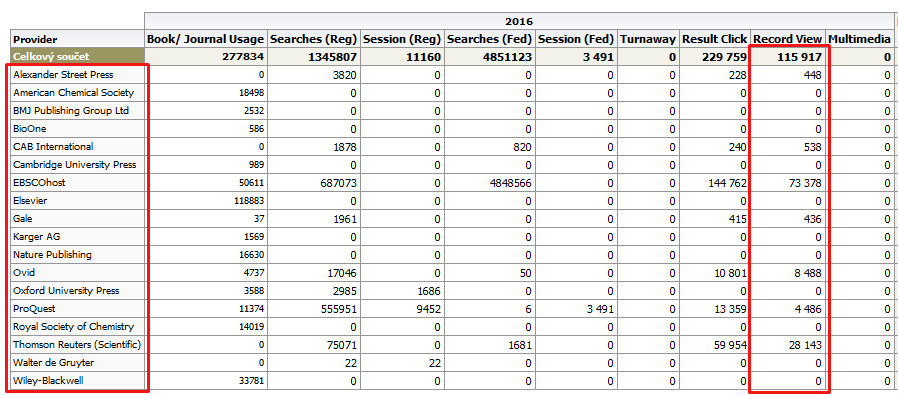 2016
Provider Book/ Journal Usage Searches (Reg) Session (Reg) Searches (Fed) Session (Fed) Turnaway Result Click Record View Multimedia
Celkový součet 277834 1345807 11160 4851123 3 491 0 229 759 115 917 0
Alexander Street Press 0 3820 0 0 0 0 228 448 0
American Chemical Society 18498 0 0 0 0 0 0 0 0
BMJ Publishing Group Ltd 2532 0 0 0 0 0 0 0 0
BioOne 586 0 0 0 0 0 0 0 0
CAB International 0 1878 0 820 0 0 240 538 0
Cambridge University Press 989 0 0 0 0 0 0 0 0
EBSCOhost 50611 687073 0 4848566 0 0 144 762 73 378 0
Elsevier 118883 0 0 0 0 0 0 0 0
Gale 37 1961 0 0 0 0 415 436 0
Karger AG 1569 0 0 0 0 0 0 0 0
Nature Publishing 16630 0 0 0 0 0 0 0 0
Ovid 4737 17046 0 50 0 0 10 801 8 488 0
Oxford University Press 3588 2985 1686 0 0 0 0 0 0
ProQuest 11374 555951 9452 6 3 491 0 13 359 4 486 0
Royal Society of Chemistry 14019 0 0 0 0 0 0 0 0
Thomson Reuters (Scientific) 0 75071 0 1681 0 0 59 954 28 143 0
Walter de Gruyter 0 22 22 0 0 0 0 0 0
Wiley-Blackwell 33781 0 0 0 0 0 0 0 0